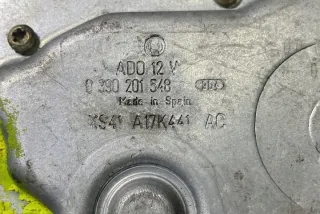 ADO 12 V
0 390 201 548
Made in Spain
XS41 A17K441 AC